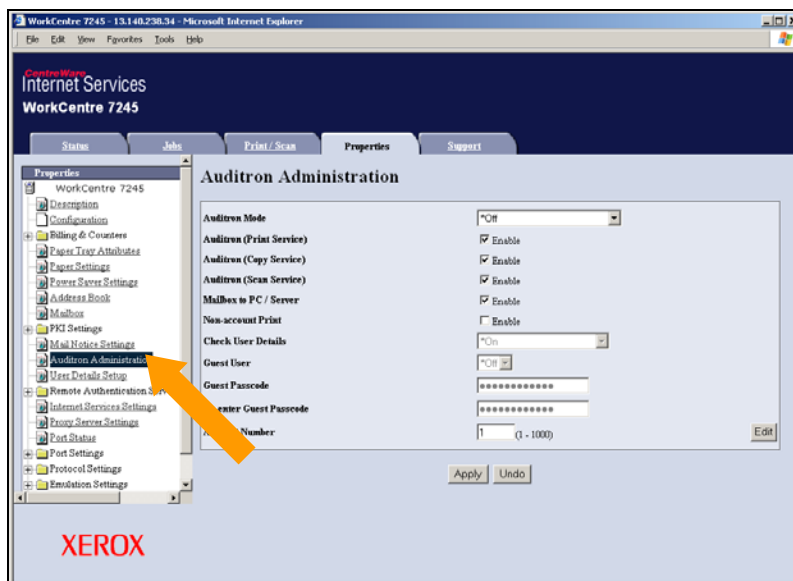 WorkCentre 7245 - 13.140.238.34 - Microsoft Internet Explorer
File Edit View Favorites Tools Help
CentreWare
Internet Services
WorkCentre 7245
Status Jobs Print / Scan Properties Support
Properties
WorkCentre 7245
Description
Configuration
Billing & Counters
Paper Tray Attributes
Paper Settings
Power Saver Settings
Address Book
Mailbox
PKI Settings
Mail Notice Settings
Auditron Administratio
User Details Setup
Remote Authentication Serv
Internet Services Settings
Proxy Server Settings
Port Status
Port Settings
Protocol Settings
Emulation Settings
Auditron Administration
Auditron Mode *Off
Auditron (Print Service) Enable
Auditron (Copy Service) Enable
Auditron (Scan Service) Enable
Mailbox to PC / Server Enable
Non-account Print Enable
Check User Details *On
Guest User *Off
Guest Passcode ************
enter Guest Passcode ************
Number 1 (1 - 1000) Edit
Apply Undo
XEROX